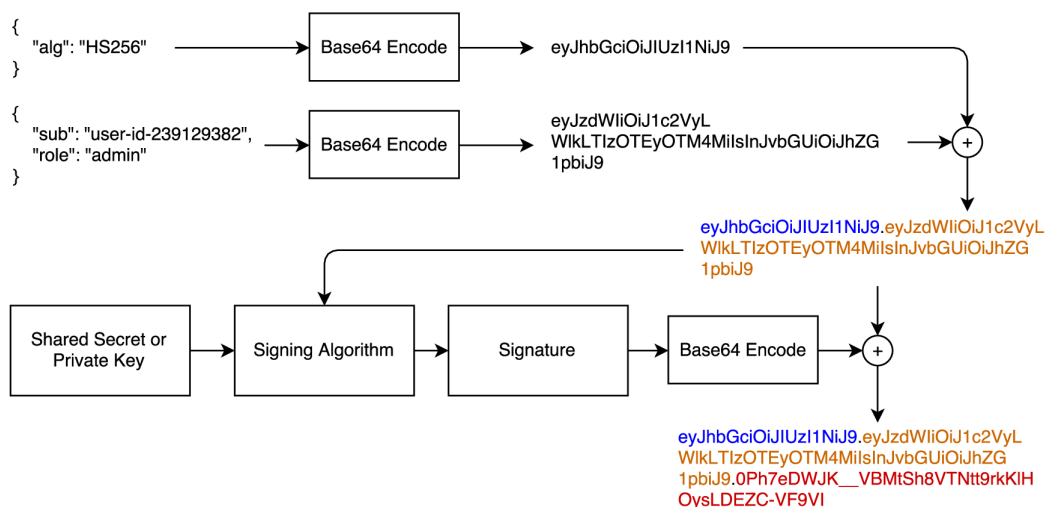 {
"alg": "HS256"
}
Base64 Encode
eyJhbGciOiJIUzI1NiJ9
{
"sub": "user-id-239129382",
"role": "admin"
}
Base64 Encode
eyJzdWIiOiJ1c2VyL
WlkLTIzOTEyOTM4MiIsInJvbGUiOiJhZG
1pbiJ9
+
eyJhbGciOiJIUzI1NiJ9.eyJzdWIiOiJ1c2VyL
WlkLTIzOTEyOTM4MiIsInJvbGUiOiJhZG
1pbiJ9
Shared Secret or
Private Key
Signing Algorithm
Signature
Base64 Encode
+
eyJhbGciOiJIUzI1NiJ9.eyJzdWIiOiJ1c2VyL
WlkLTIzOTEyOTM4MiIsInJvbGUiOiJhZG
1pbiJ9.0Ph7eDWJK__VBMtSh8VTNtt9rkKlH
OysLDEZC-VF9VI